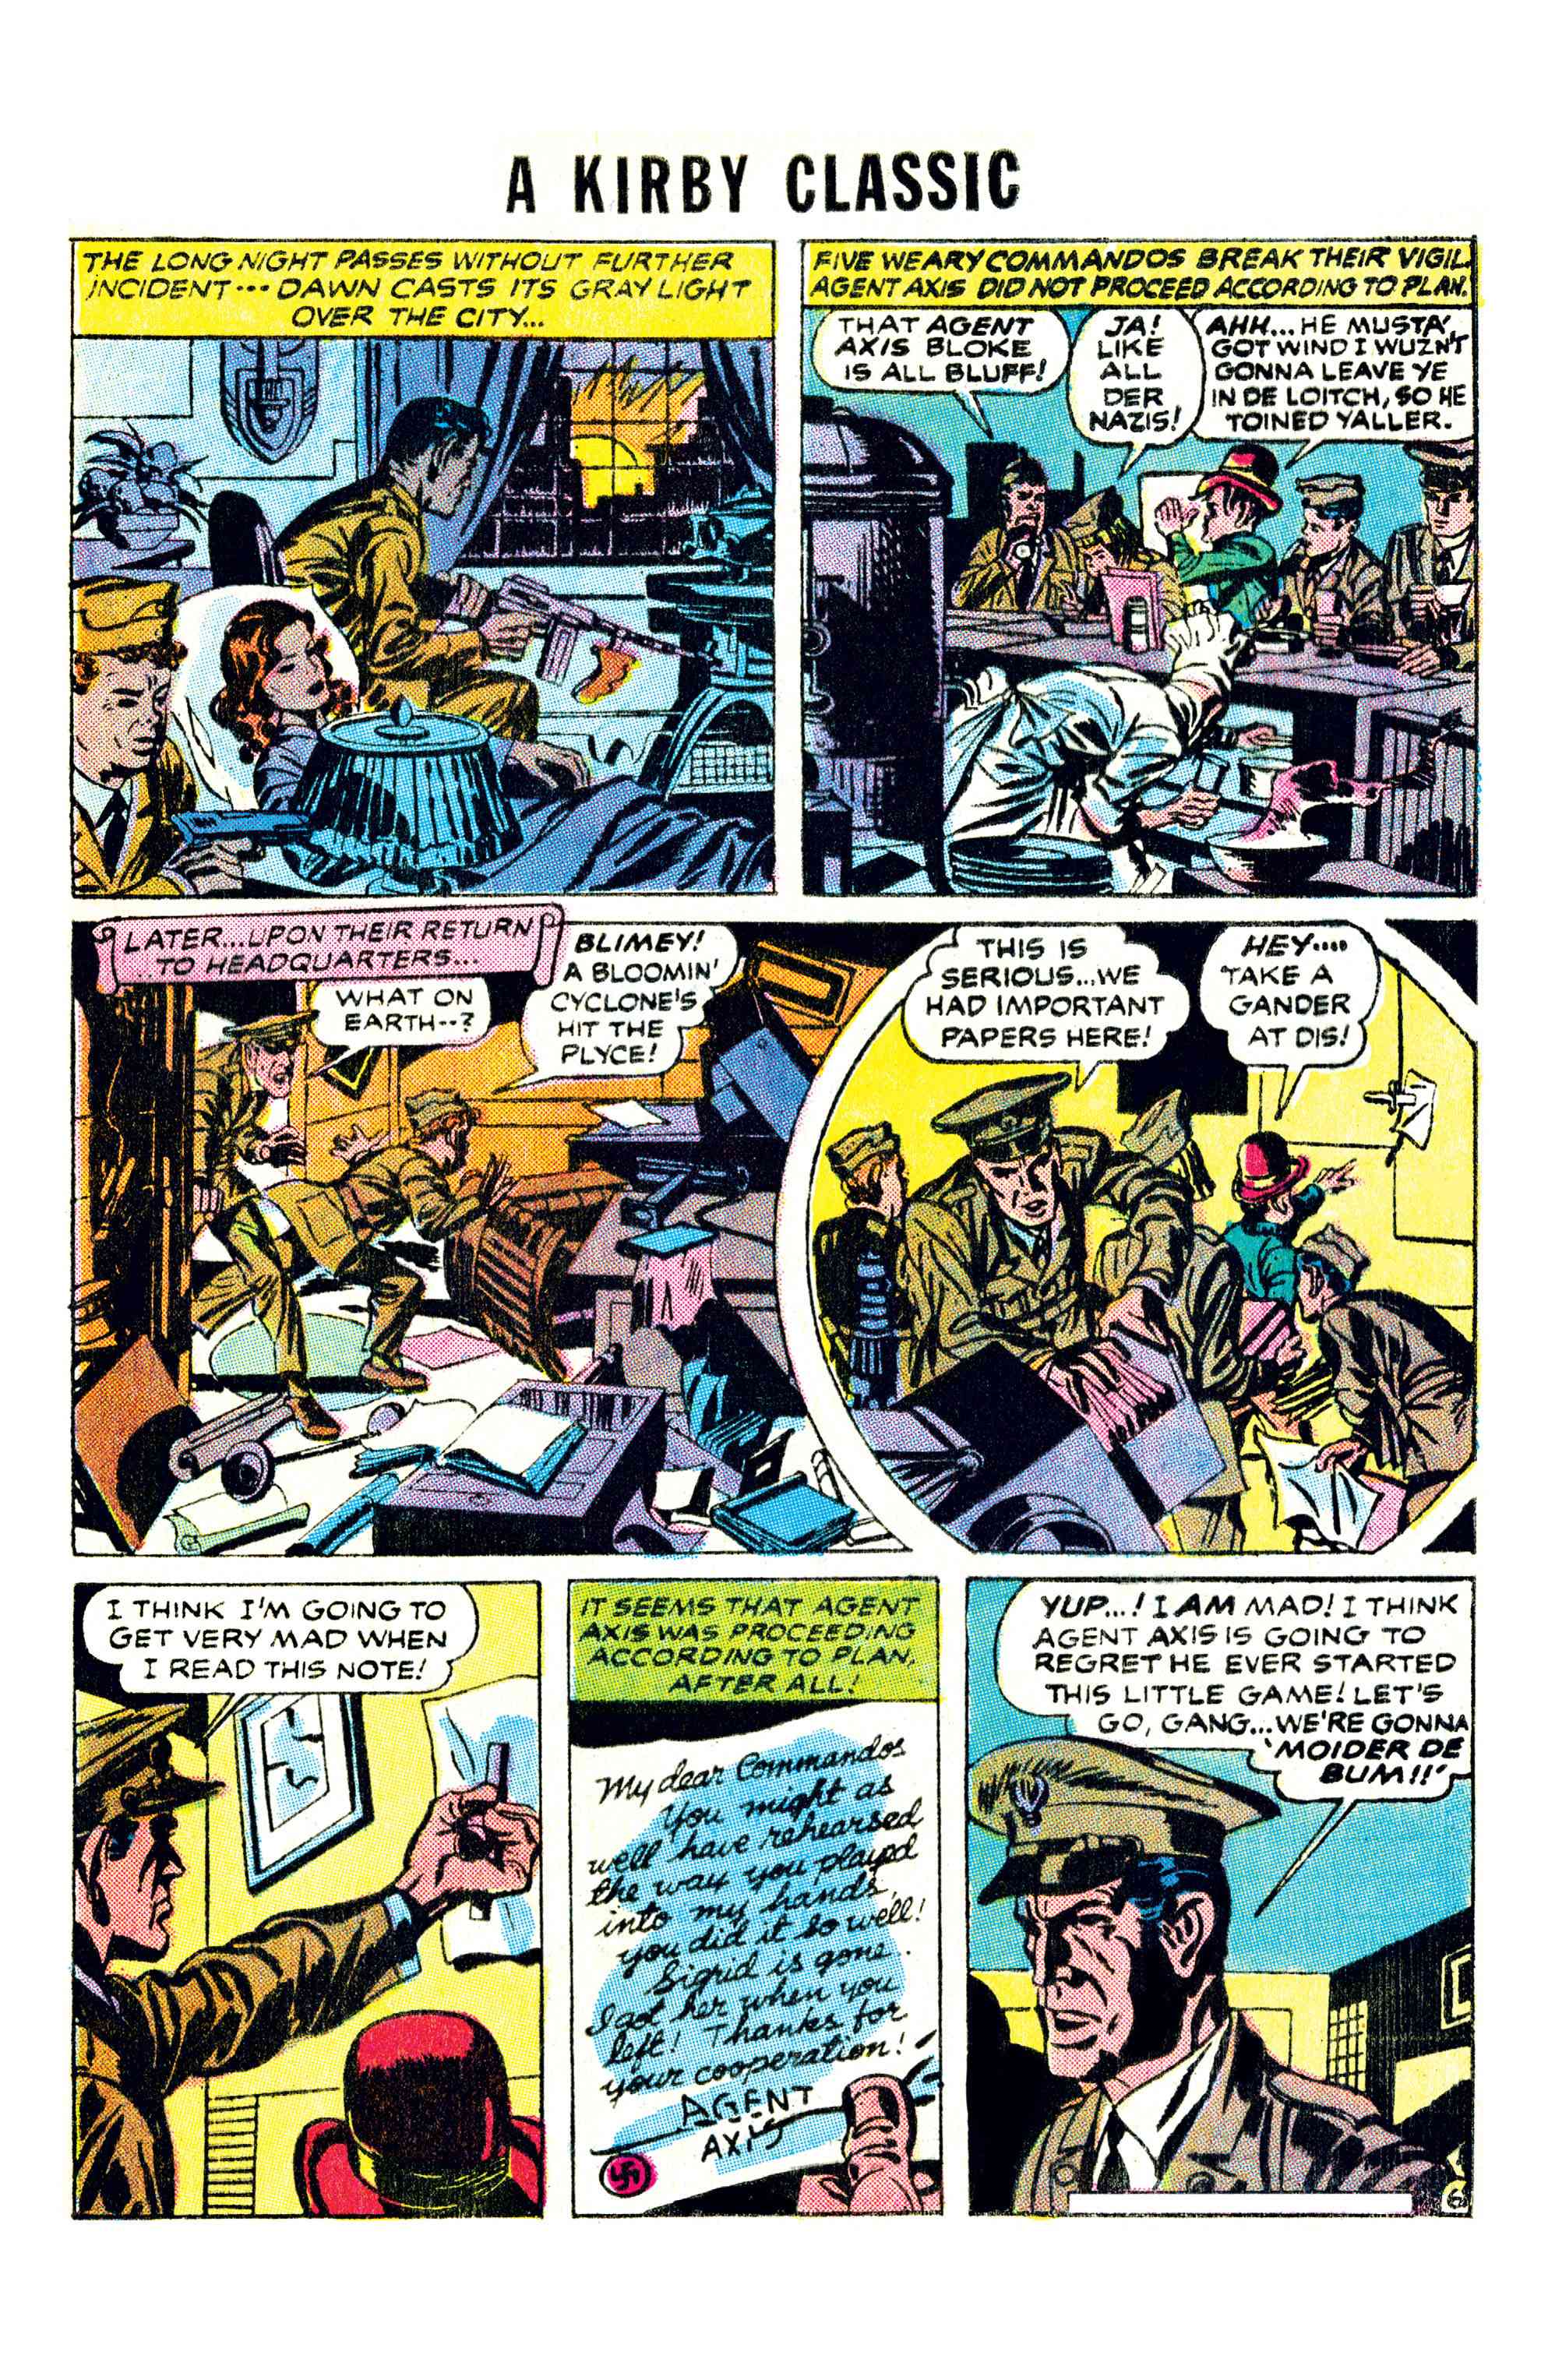 A KIRBY CLASSIC
THE LONG NIGHT PASSES WITHOUT FURTHER
INCIDENT... DAWN CASTS ITS GRAY LIGHT
OVER THE CITY...
FIVE WEARY COMMANDOS BREAK THEIR VIGIL.
AGENT AXIS DID NOT PROCEED ACCORDING TO PLAN.
THAT AGENT
AXIS BLOKE
IS ALL BLUFF!
JA!
LIKE
ALL
DER
NAZIS!
AHH... HE MUSTA'
GOT WIND I WUZN'T
GONNA LEAVE YE
IN DE LOITCH, SO HE
TOINED YALLER.
LATER...UPON THEIR RETURN
TO HEADQUARTERS...
WHAT ON
EARTH--?
BLIMEY!
A BLOOMIN'
CYCLONE'S
HIT THE
PLYCE!
THIS IS
SERIOUS...WE
HAD IMPORTANT
PAPERS HERE!
HEY....
TAKE A
GANDER
AT DIS!
I THINK I'M GOING TO
GET VERY MAD WHEN
I READ THIS NOTE!
IT SEEMS THAT AGENT
AXIS WAS PROCEEDING
ACCORDING TO PLAN,
AFTER ALL!
My dear Commandos
You might as
well have rehearsed
the way you played
into my hands,
you did it so well!
Sigrid is gone..
I got her when you
left! Thanks for
your cooperation!
AGENT
AXIS
YUP...! I AM MAD! I THINK
AGENT AXIS IS GOING TO
REGRET HE EVER STARTED
THIS LITTLE GAME! LET'S
GO, GANG...WE'RE GONNA
'MOIDER DE
BUM!!'
6